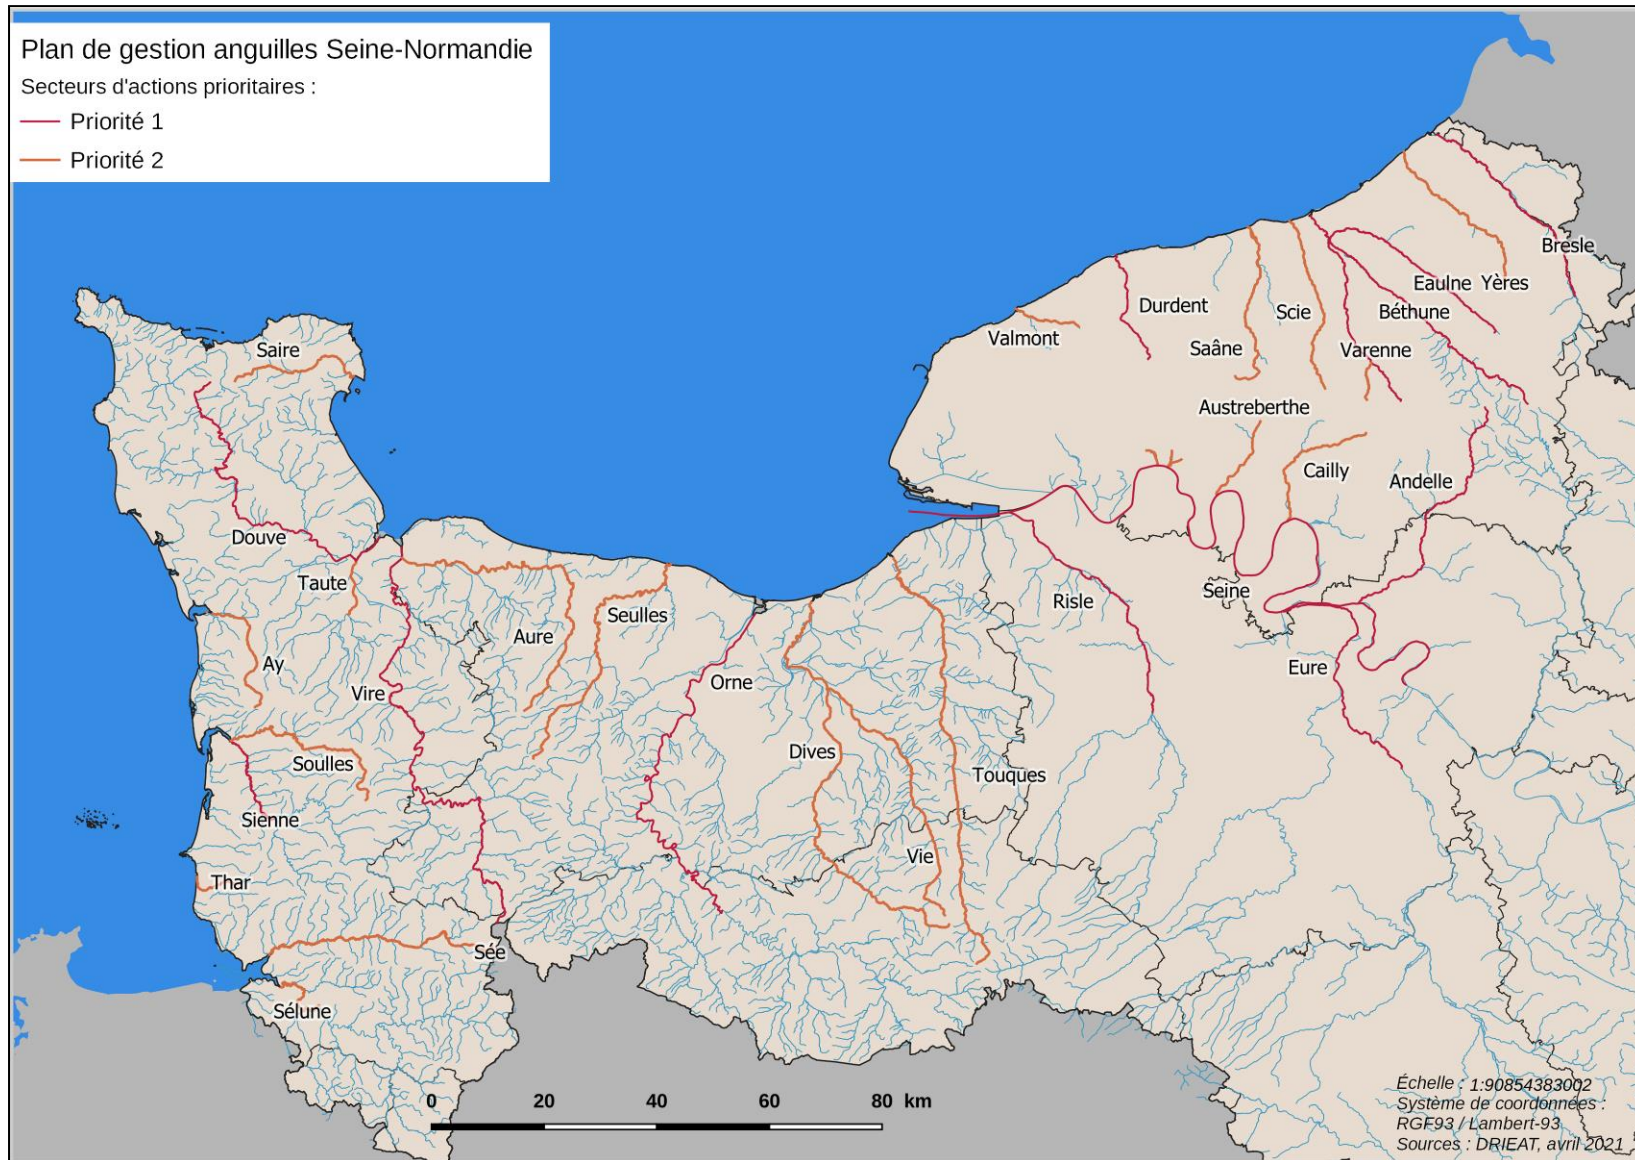 Plan de gestion anguilles Seine-Normandie
Secteurs d'actions prioritaires :
Priorité 1
Priorité 2
Bresle
Eaulne
Yères
Béthune
Durdent
Scie
Valmont
Saâne
Varenne
Saire
Austreberthe
Cailly
Andelle
Douve
Taute
Seine
Risle
Aure
Seulles
Ay
Eure
Vire
Orne
Dives
Soulles
Touques
Sienne
Vie
Thar
Sée
Sélune
0 20 40 60 80 km
Échelle : 1:90854383002
Système de coordonnées :
RGF93 / Lambert-93
Sources : DRIEAT, avril 2021